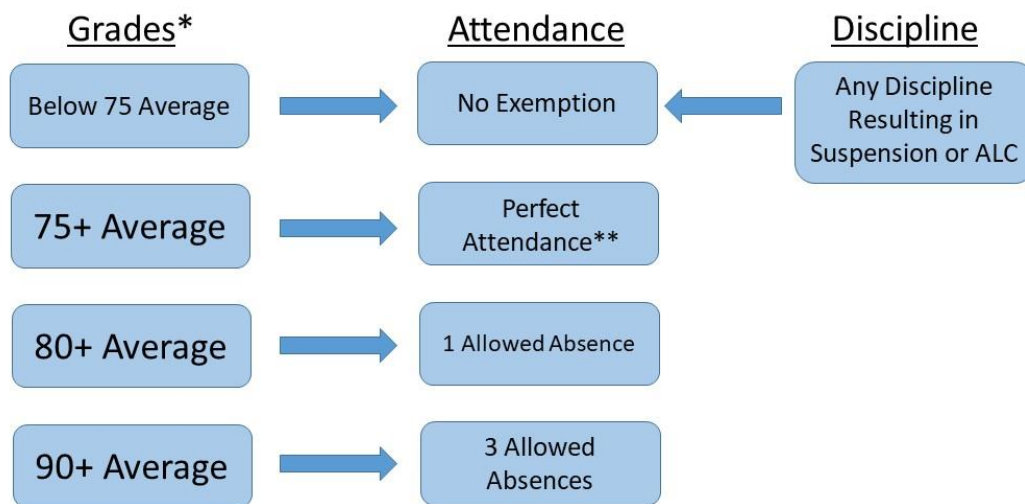 Grades*
Attendance
Discipline
Below 75 Average
No Exemption
Any Discipline
Resulting in
Suspension or ALC
75+ Average
Perfect
Attendance**
80+ Average
1 Allowed Absence
90+ Average
3 Allowed
Absences